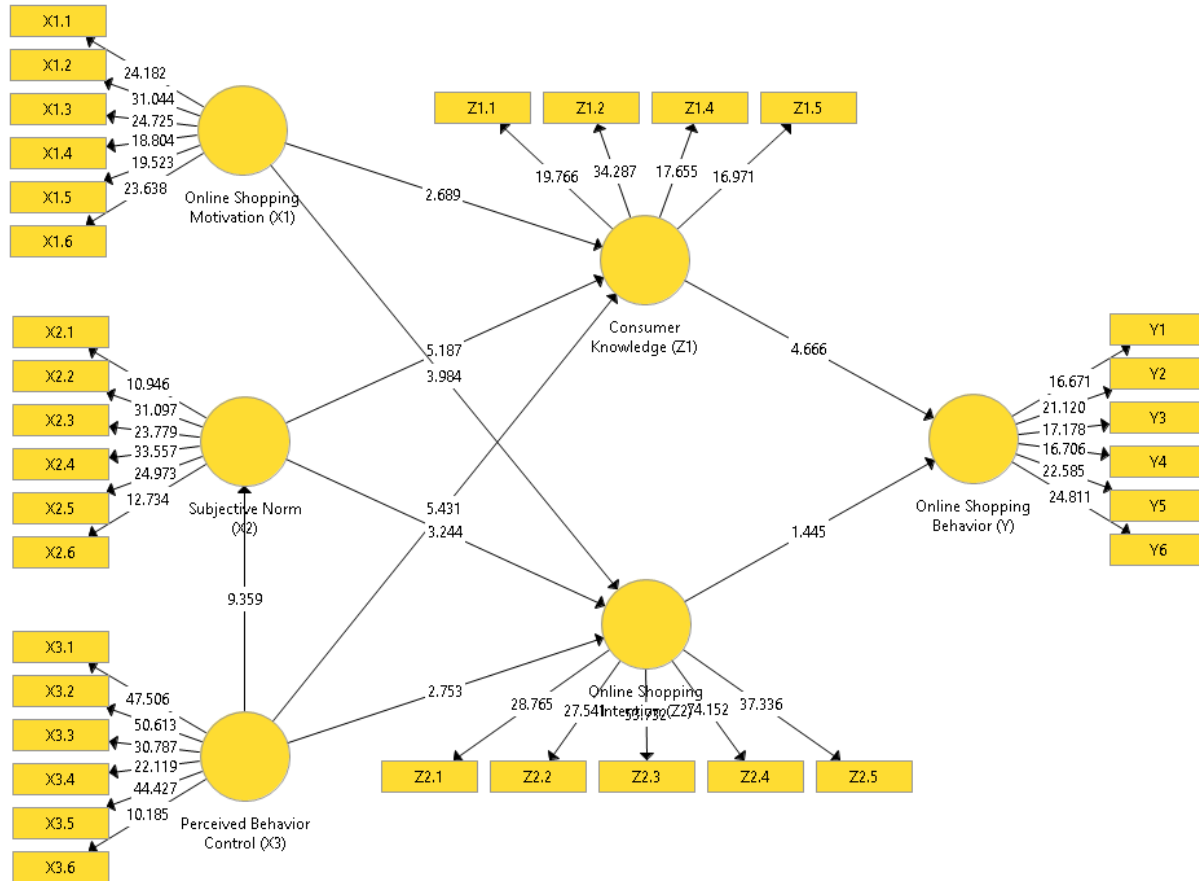 X1.1
X1.2
X1.3
X1.4
X1.5
X1.6
24.182
31.044
24.725
18.804
19.523
23.638
Online Shopping
Motivation (X1)
Z1.1
Z1.2
Z1.4
Z1.5
19.766
34.287
17.655
16.971
2.689
Consumer
Knowledge (Z1)
X2.1
X2.2
X2.3
X2.4
X2.5
X2.6
10.946
31.097
23.779
33.557
24.973
12.734
Subjective Norm
(X2)
5.187
3.984
4.666
Y1
Y2
Y3
Y4
Y5
Y6
16.671
21.120
17.178
16.706
22.585
24.811
Online Shopping
Behavior (Y)
5.431
3.244
1.445
9.359
X3.1
X3.2
X3.3
X3.4
X3.5
X3.6
47.506
50.613
30.787
22.119
44.427
10.185
Perceived Behavior
Control (X3)
2.753
Online Shopping
(Z2)
28.765
27.541
74.152
37.336
Z2.1
Z2.2
Z2.3
Z2.4
Z2.5